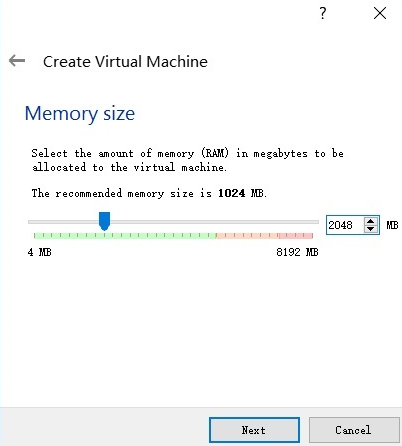 ?
Create Virtual Machine
Memory size
Select the amount of memory (RAM) in megabytes to be
allocated to the virtual machine.
The recommended memory size is 1024 MB.
2048 MB
4 MB 8192 MB
Next Cancel